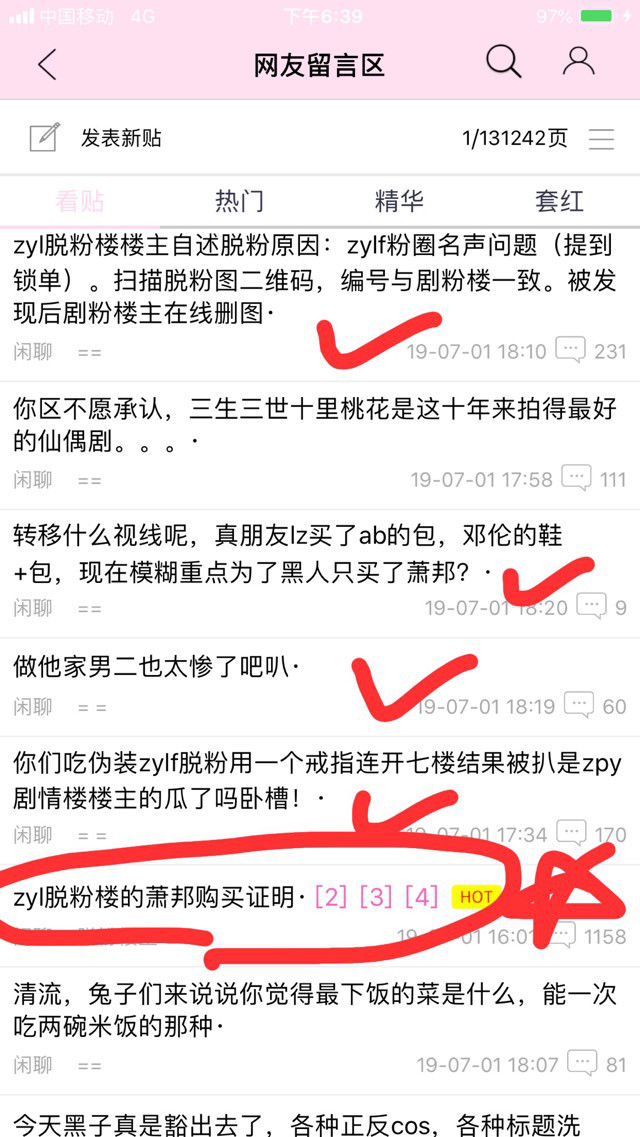 中国移动 4G 下午6:39 97%
网友留言区
发表新贴 1/131242页
看贴 热门 精华 套红
zyl脱粉楼楼主自述脱粉原因：zylf粉圈名声问题（提到
锁单）。扫描脱粉图二维码，编号与剧粉楼一致。被发
现后剧粉楼主在线删图·
闲聊 == 19-07-01 18:10 231
你区不愿承认，三生三世十里桃花是这十年来拍得最好
的仙偶剧。。。·
闲聊 == 19-07-01 17:58 111
转移什么视线呢，真朋友lz买了ab的包，邓伦的鞋
+包，现在模糊重点为了黑人只买了萧邦？·
闲聊 == 19-07-01 18:20 9
做他家男二也太惨了吧叭·
闲聊 == 19-07-01 18:19 60
你们吃伪装zylf脱粉用一个戒指连开七楼结果被扒是zpy
剧情楼楼主的瓜了吗卧槽！·
闲聊 == 19-07-01 17:34 170
zyl脱粉楼的萧邦购买证明· [2] [3] [4] HOT
19-07-01 16:01 1158
清流，兔子们来说说你觉得最下饭的菜是什么，能一次
吃两碗米饭的那种·
闲聊 == 19-07-01 18:07 81
今天黑子真是豁出去了，各种正反cos，各种标题洗